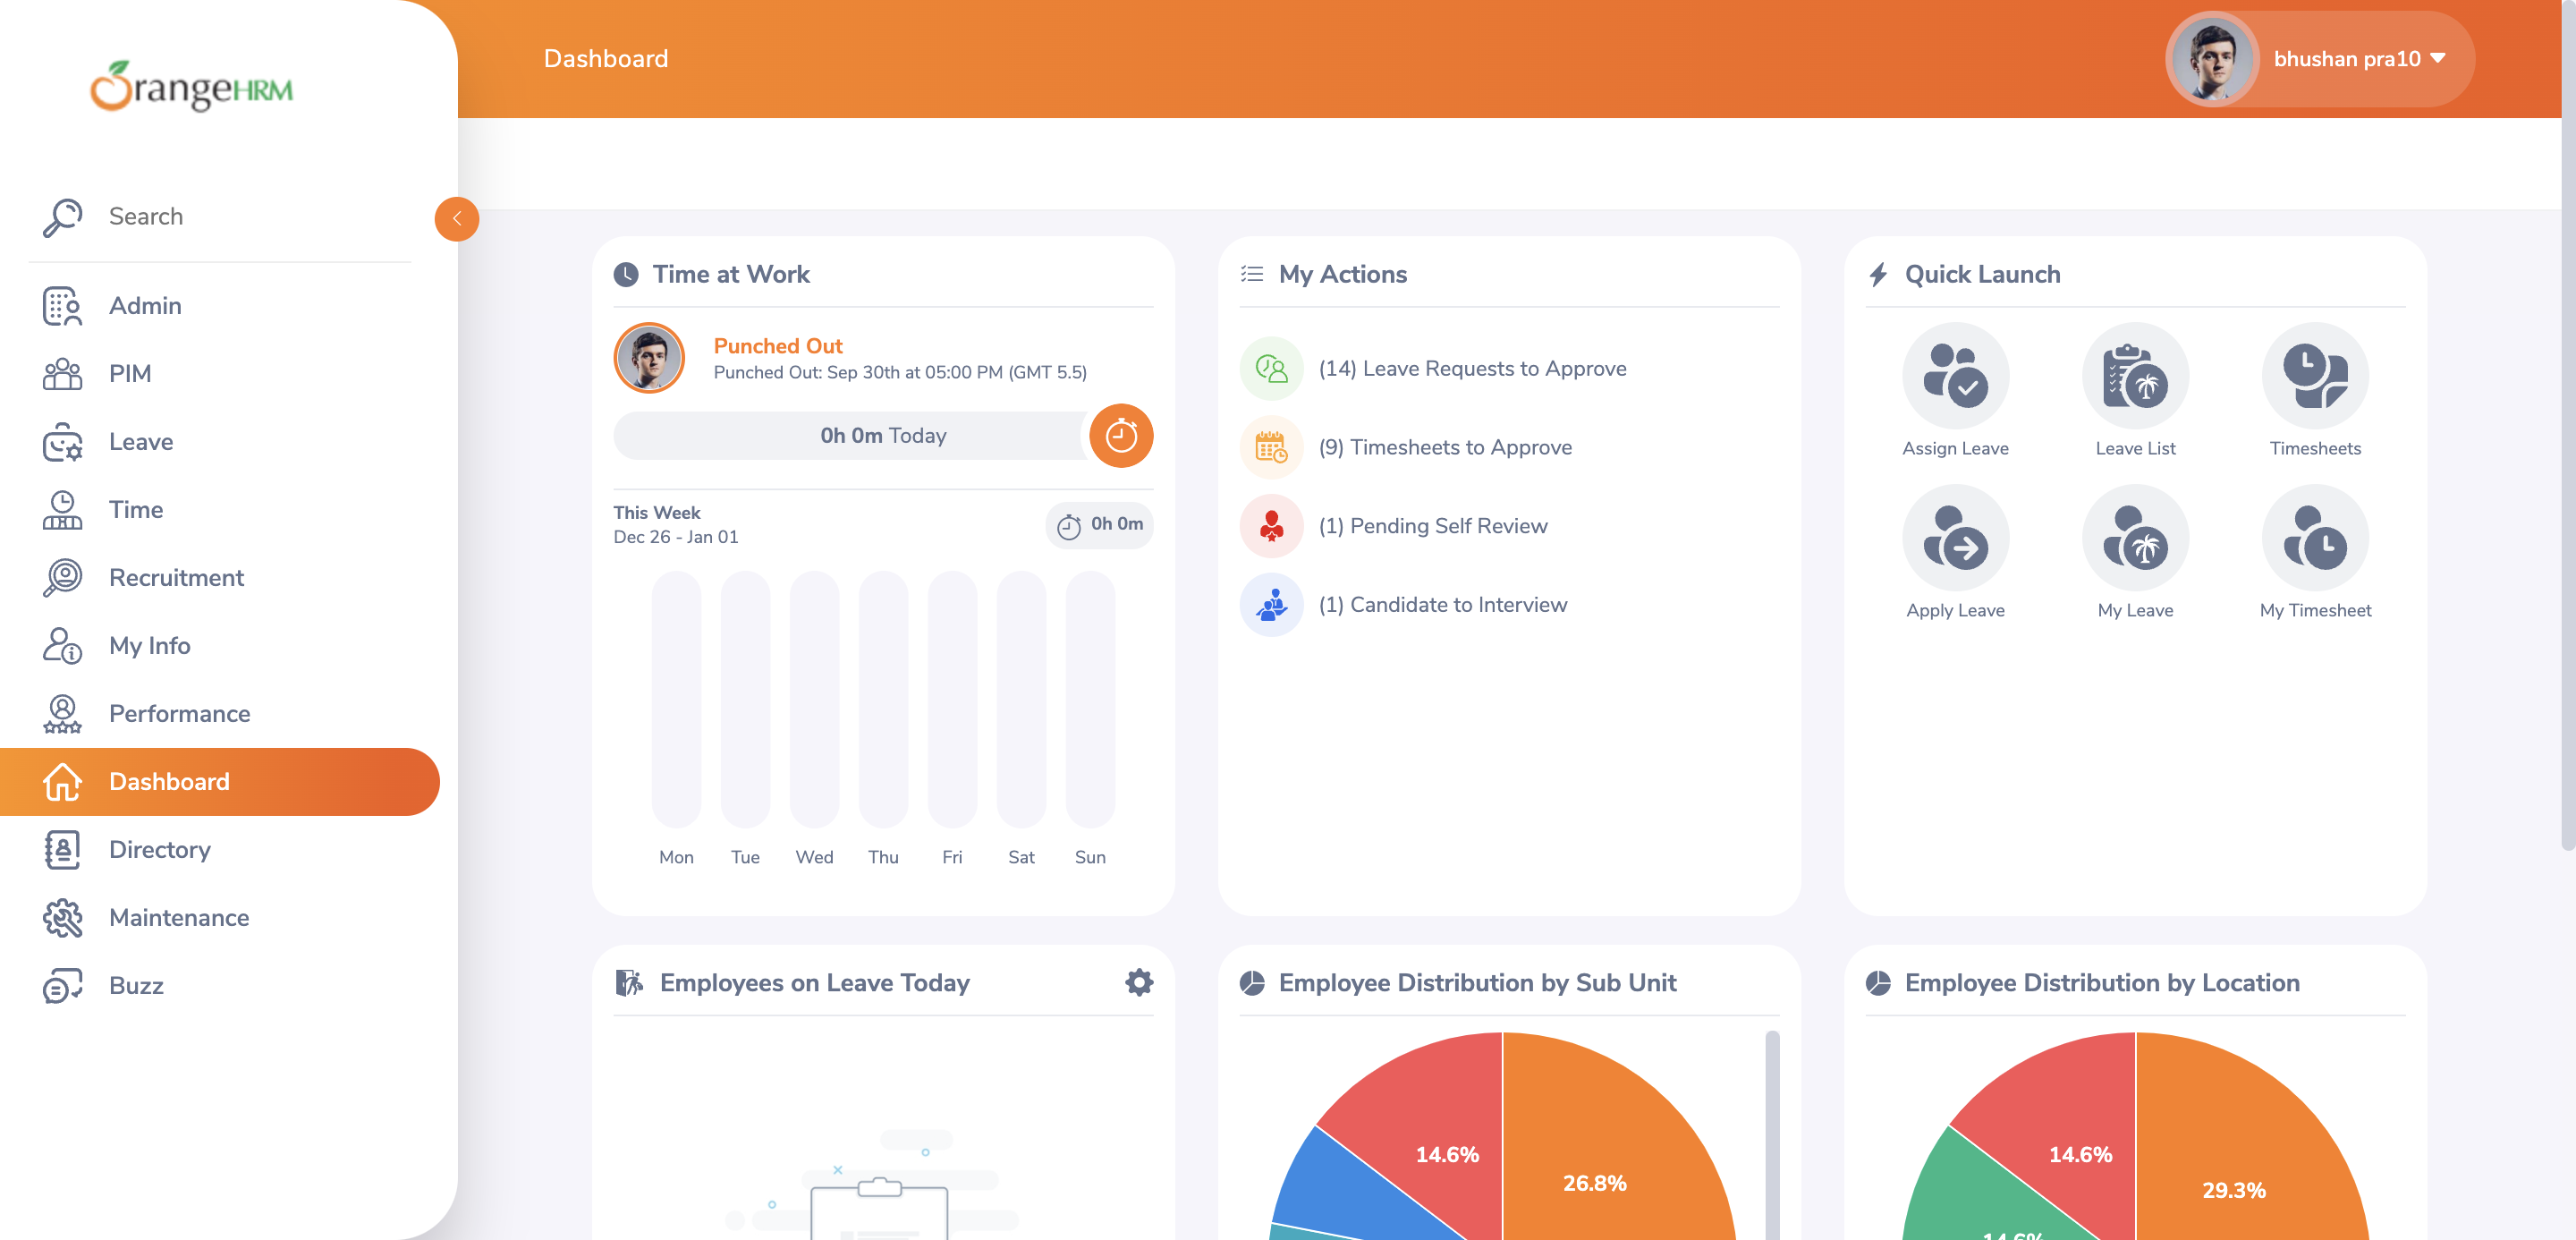 OrangeHRM
Dashboard
bhushan pra10
Search
Admin
PIM
Leave
Time
Recruitment
My Info
Performance
Dashboard
Directory
Maintenance
Buzz
Time at Work
Punched Out
Punched Out: Sep 30th at 05:00 PM (GMT 5.5)
0h 0m Today
This Week
Dec 26 - Jan 01
0h 0m
Mon Tue Wed Thu Fri Sat Sun
My Actions
(14) Leave Requests to Approve
(9) Timesheets to Approve
(1) Pending Self Review
(1) Candidate to Interview
Quick Launch
Assign Leave Leave List Timesheets
Apply Leave My Leave My Timesheet
Employees on Leave Today
Employee Distribution by Sub Unit
14.6%
26.8%
Employee Distribution by Location
14.6%
29.3%
14.6%